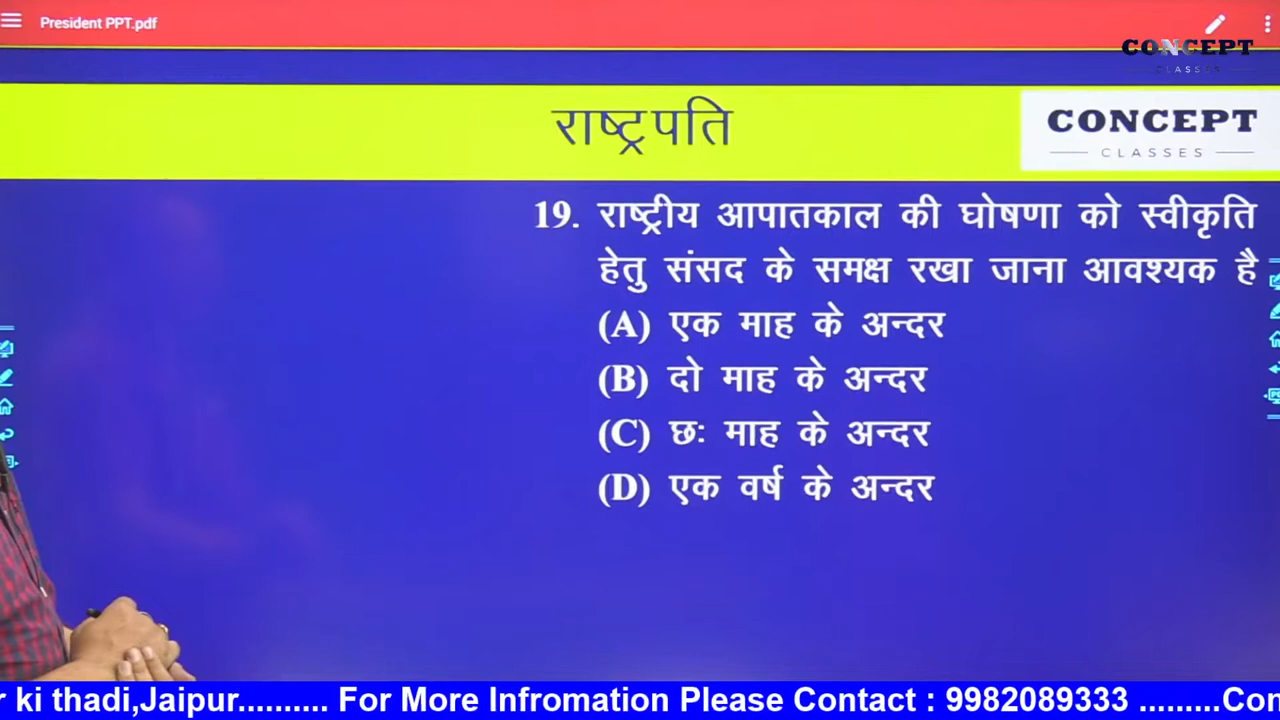 President PPT.pdf
CONCEPT
CLASSES
राष्ट्रपति
CONCEPT
CLASSES
19. राष्ट्रीय आपातकाल की घोषणा को स्वीकृति
हेतु संसद के समक्ष रखा जाना आवश्यक है
(A) एक माह के अन्दर
(B) दो माह के अन्दर
(C) छः माह के अन्दर
(D) एक वर्ष के अन्दर
ki thadi,Jaipur.......... For More Infromation Please Contact : 9982089333 .........Con